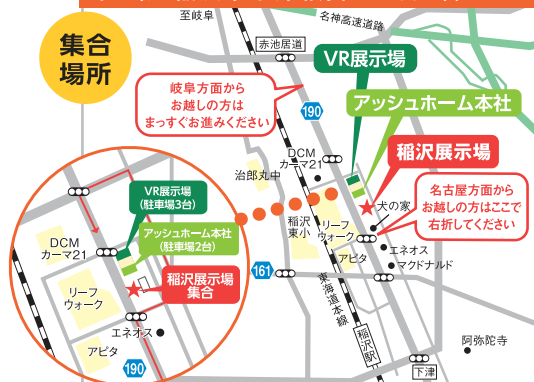 集合
場所
至岐阜
名神高速道路
赤池居道
VR展示場
アッシュホーム本社
岐阜方面から
お越しの方は
まっすぐお進みください
190
稲沢展示場
DCM
カーマ21
治郎丸中
名古屋方面から
お越しの方はここで
右折してください
犬の家
稲沢
東小
リーフ
ウォーク
アピタ
エネオス
マクドナルド
161
東海道本線
稲沢駅
阿弥陀寺
下津
VR展示場
(駐車場3台)
アッシュホーム本社
(駐車場2台)
DCM
カーマ21
稲沢展示場
集合
リーフ
ウォーク
エネオス
アピタ
190